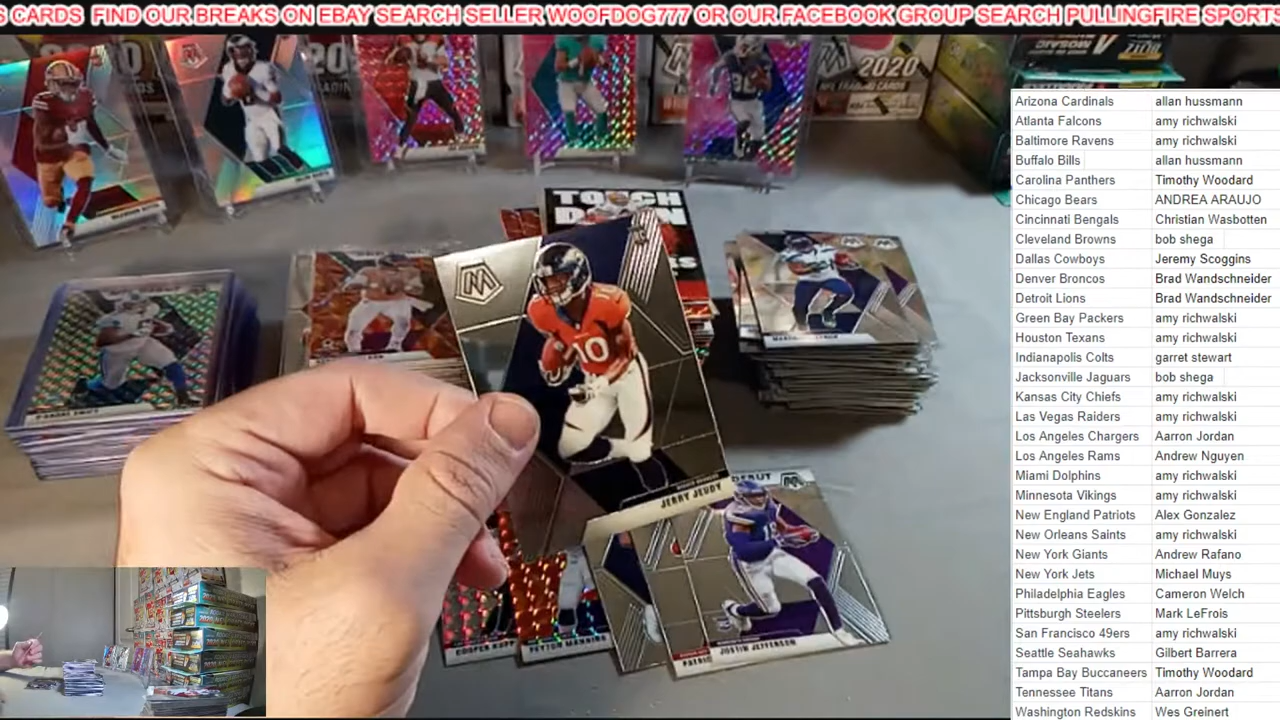 S CARDS  FIND OUR BREAKS ON EBAY SEARCH SELLER WOOFDOG777 OR OUR FACEBOOK GROUP SEARCH PULLINGFIRE SPORTS
2020
TOUCH
DOWN
10
JERRY JEUDY
DEBUT
COOPER KUPP
PEYTON MANNING
JUSTIN JEFFERSON
Arizona Cardinals allan hussmann
Atlanta Falcons amy richwalski
Baltimore Ravens amy richwalski
Buffalo Bills allan hussmann
Carolina Panthers Timothy Woodard
Chicago Bears ANDREA ARAUJO
Cincinnati Bengals Christian Wasbotten
Cleveland Browns bob shega
Dallas Cowboys Jeremy Scoggins
Denver Broncos Brad Wandschneider
Detroit Lions Brad Wandschneider
Green Bay Packers amy richwalski
Houston Texans amy richwalski
Indianapolis Colts garret stewart
Jacksonville Jaguars bob shega
Kansas City Chiefs amy richwalski
Las Vegas Raiders amy richwalski
Los Angeles Chargers Aarron Jordan
Los Angeles Rams Andrew Nguyen
Miami Dolphins amy richwalski
Minnesota Vikings amy richwalski
New England Patriots Alex Gonzalez
New Orleans Saints amy richwalski
New York Giants Andrew Rafano
New York Jets Michael Muys
Philadelphia Eagles Cameron Welch
Pittsburgh Steelers Mark LeFrois
San Francisco 49ers amy richwalski
Seattle Seahawks Gilbert Barrera
Tampa Bay Buccaneers Timothy Woodard
Tennessee Titans Aarron Jordan
Washington Redskins Wes Greinert